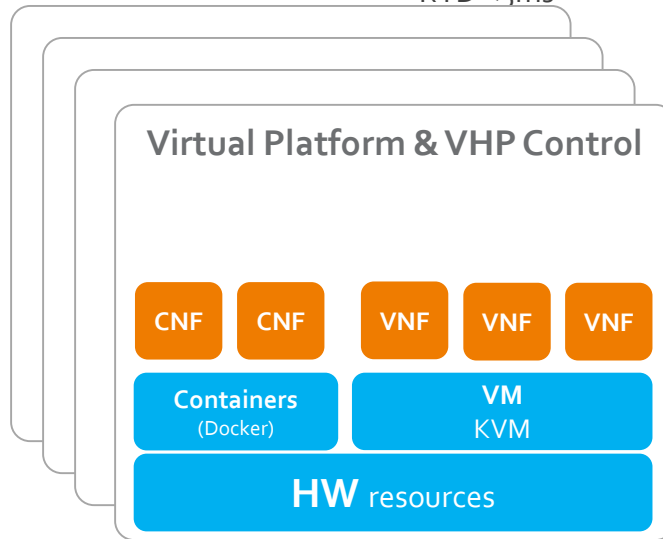 Virtual Platform & VHP Control
CNF CNF VNF VNF VNF
Containers
(Docker)
VM
KVM
HW resources